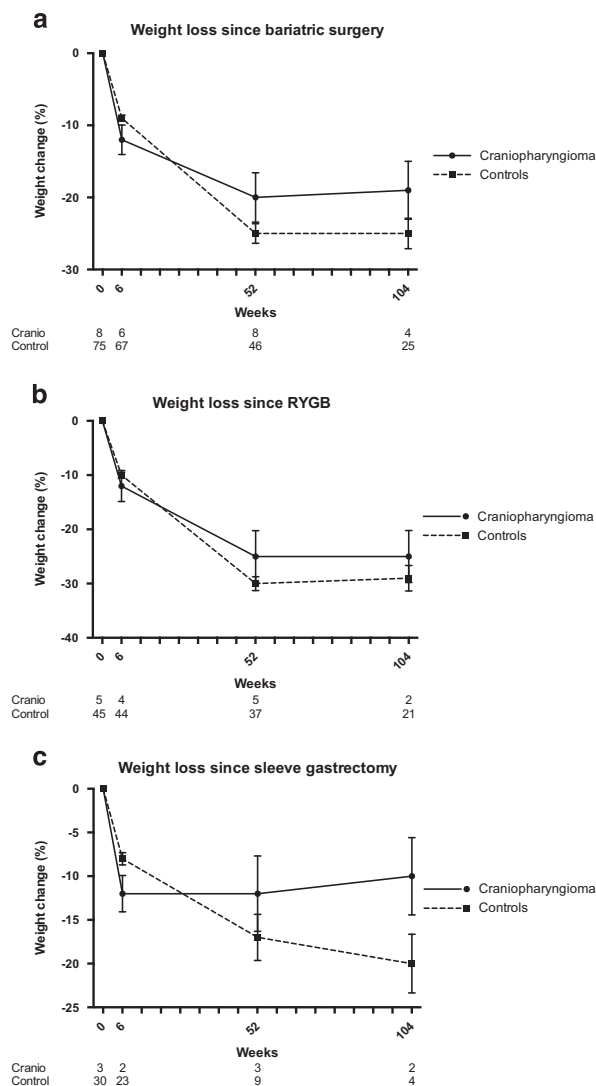 a
Weight loss since bariatric surgery
0
-10
-20
-30
Weight change (%)
Craniopharyngioma
Controls
0 6 52 104
Weeks
Cranio 8 6 8 4
Control 75 67 46 25
b
Weight loss since RYGB
0
-10
-20
-30
-40
Weight change (%)
Craniopharyngioma
Controls
0 6 52 104
Weeks
Cranio 5 4 5 2
Control 45 44 37 21
c
Weight loss since sleeve gastrectomy
0
-5
-10
-15
-20
-25
Weight change (%)
Craniopharyngioma
Controls
0 6 52 104
Weeks
Cranio 3 2 3 2
Control 30 23 9 4